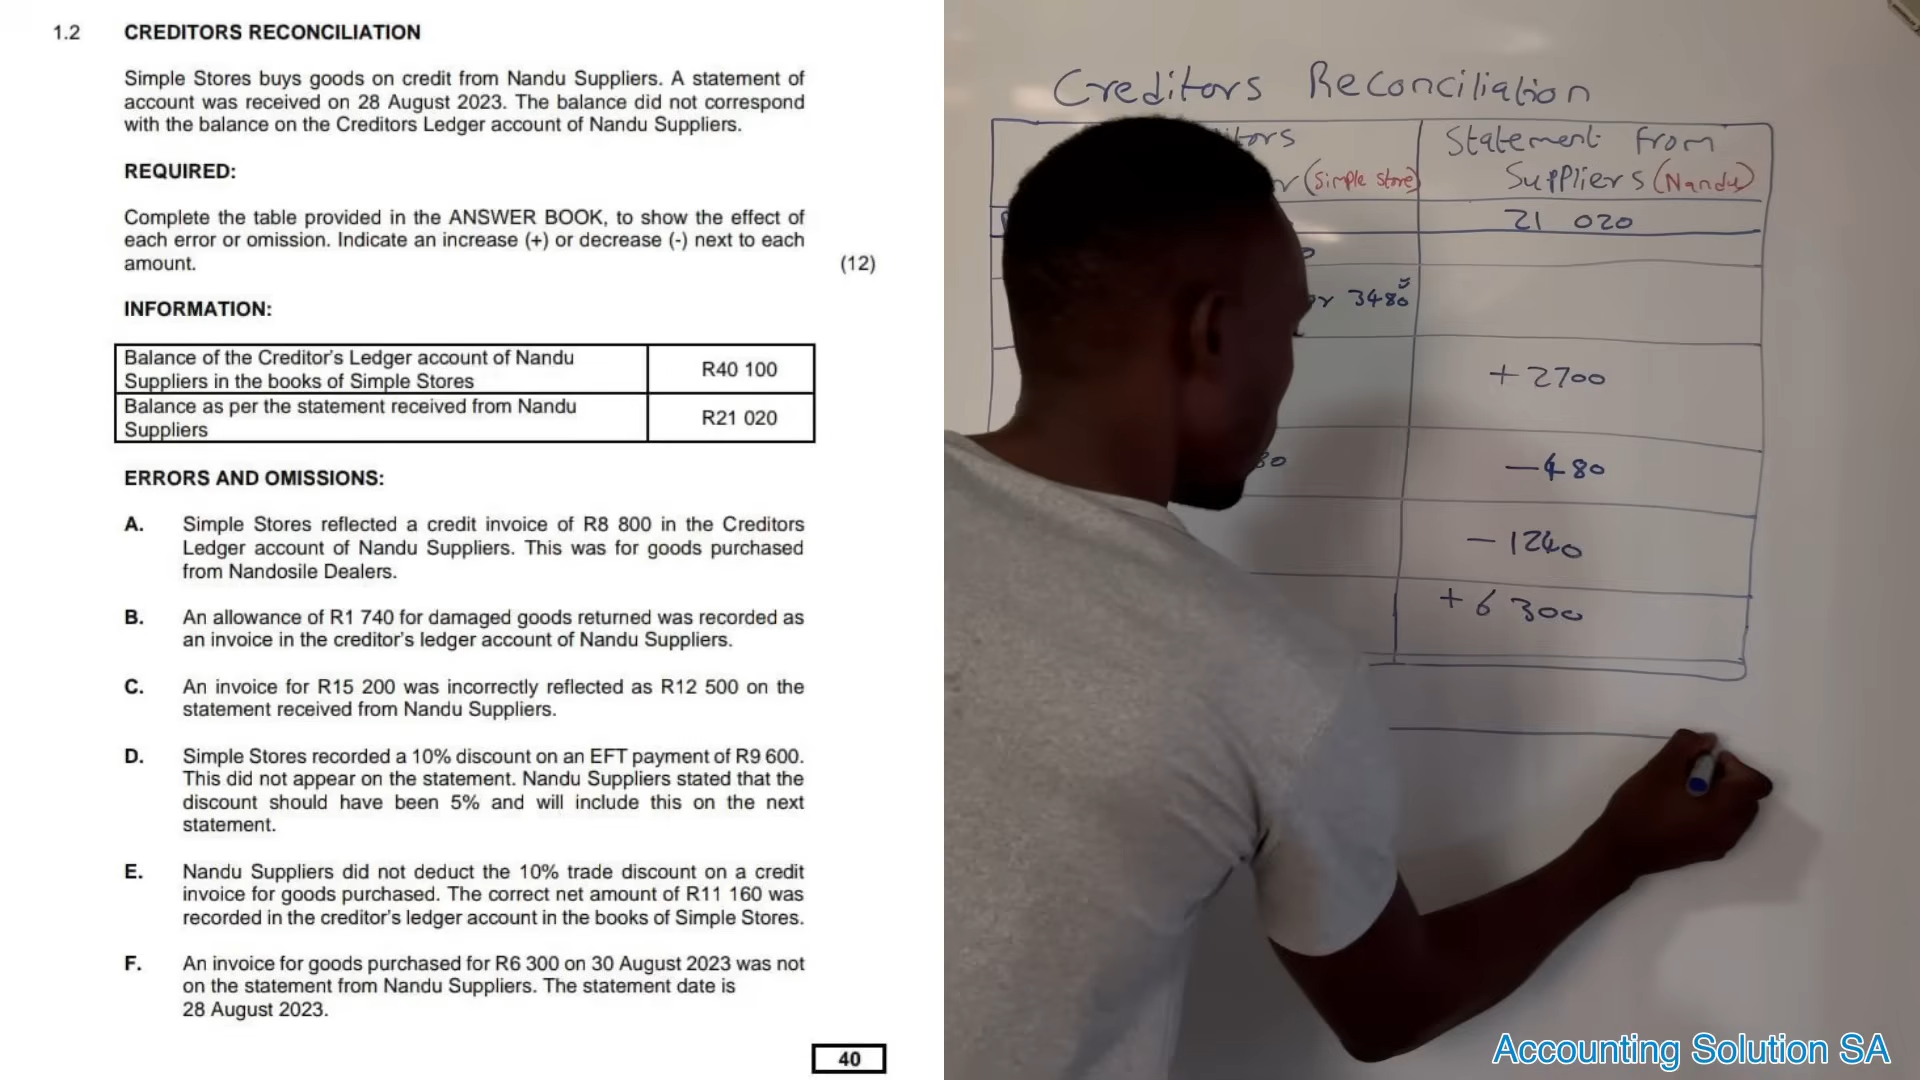 1.2 CREDITORS RECONCILIATION
Simple Stores buys goods on credit from Nandu Suppliers. A statement of
account was received on 28 August 2023. The balance did not correspond
with the balance on the Creditors Ledger account of Nandu Suppliers.
REQUIRED:
Complete the table provided in the ANSWER BOOK, to show the effect of
each error or omission. Indicate an increase (+) or decrease (-) next to each
amount. (12)
INFORMATION:
Balance of the Creditor's Ledger account of Nandu
Suppliers in the books of Simple Stores
R40 100
Balance as per the statement received from Nandu
Suppliers
R21 020
ERRORS AND OMISSIONS:
A. Simple Stores reflected a credit invoice of R8 800 in the Creditors
Ledger account of Nandu Suppliers. This was for goods purchased
from Nandosile Dealers.
B. An allowance of R1 740 for damaged goods returned was recorded as
an invoice in the creditor's ledger account of Nandu Suppliers.
C. An invoice for R15 200 was incorrectly reflected as R12 500 on the
statement received from Nandu Suppliers.
D. Simple Stores recorded a 10% discount on an EFT payment of R9 600.
This did not appear on the statement. Nandu Suppliers stated that the
discount should have been 5% and will include this on the next
statement.
E. Nandu Suppliers did not deduct the 10% trade discount on a credit
invoice for goods purchased. The correct net amount of R11 160 was
recorded in the creditor's ledger account in the books of Simple Stores.
F. An invoice for goods purchased for R6 300 on 30 August 2023 was not
on the statement from Nandu Suppliers. The statement date is
28 August 2023.
40
Creditors Reconciliation
(Simple Store)
Statement From
Suppliers (Nandu)
21 020
3480
+2700
-480
-1240
+6 300
Accounting Solution SA